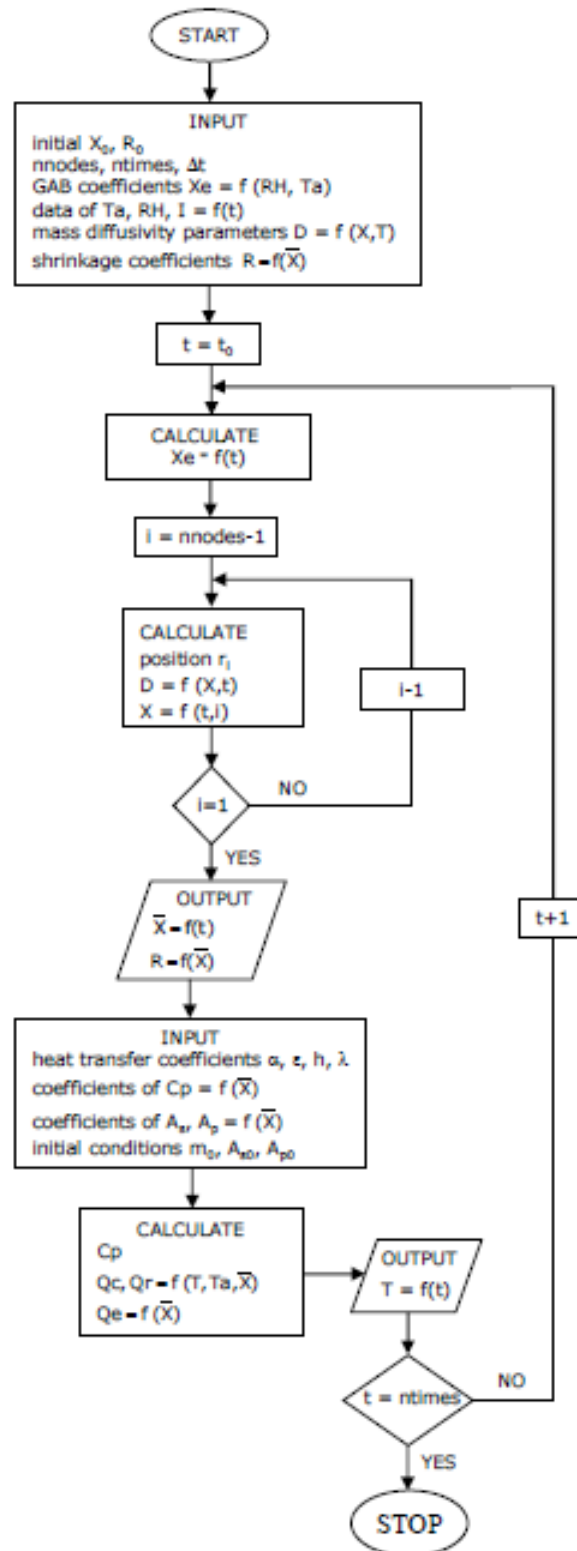 START
INPUT
initial X₀, R₀
nnodes, ntimes, Δt
GAB coefficients Xe = f (RH, Ta)
data of Ta, RH, I = f(t)
mass diffusivity parameters D = f (X,T)
shrinkage coefficients R = f(X̅)
t = t₀
CALCULATE
Xe = f(t)
i = nnodes-1
CALCULATE
position rᵢ
D = f (X,t)
X = f (t,i)
i-1
i=1
NO
YES
OUTPUT
X̅ = f(t)
R = f(X̅)
t+1
INPUT
heat transfer coefficients α, ε, h, λ
coefficients of Cp = f (X̅)
coefficients of Aₛ, Aₚ = f(X̅)
initial conditions m₀, Aₛ₀, Aₚ₀
CALCULATE
Cp
Qc, Qr = f (T, Ta, X̅)
Qe = f (X̅)
OUTPUT
T = f(t)
t = ntimes
NO
YES
STOP